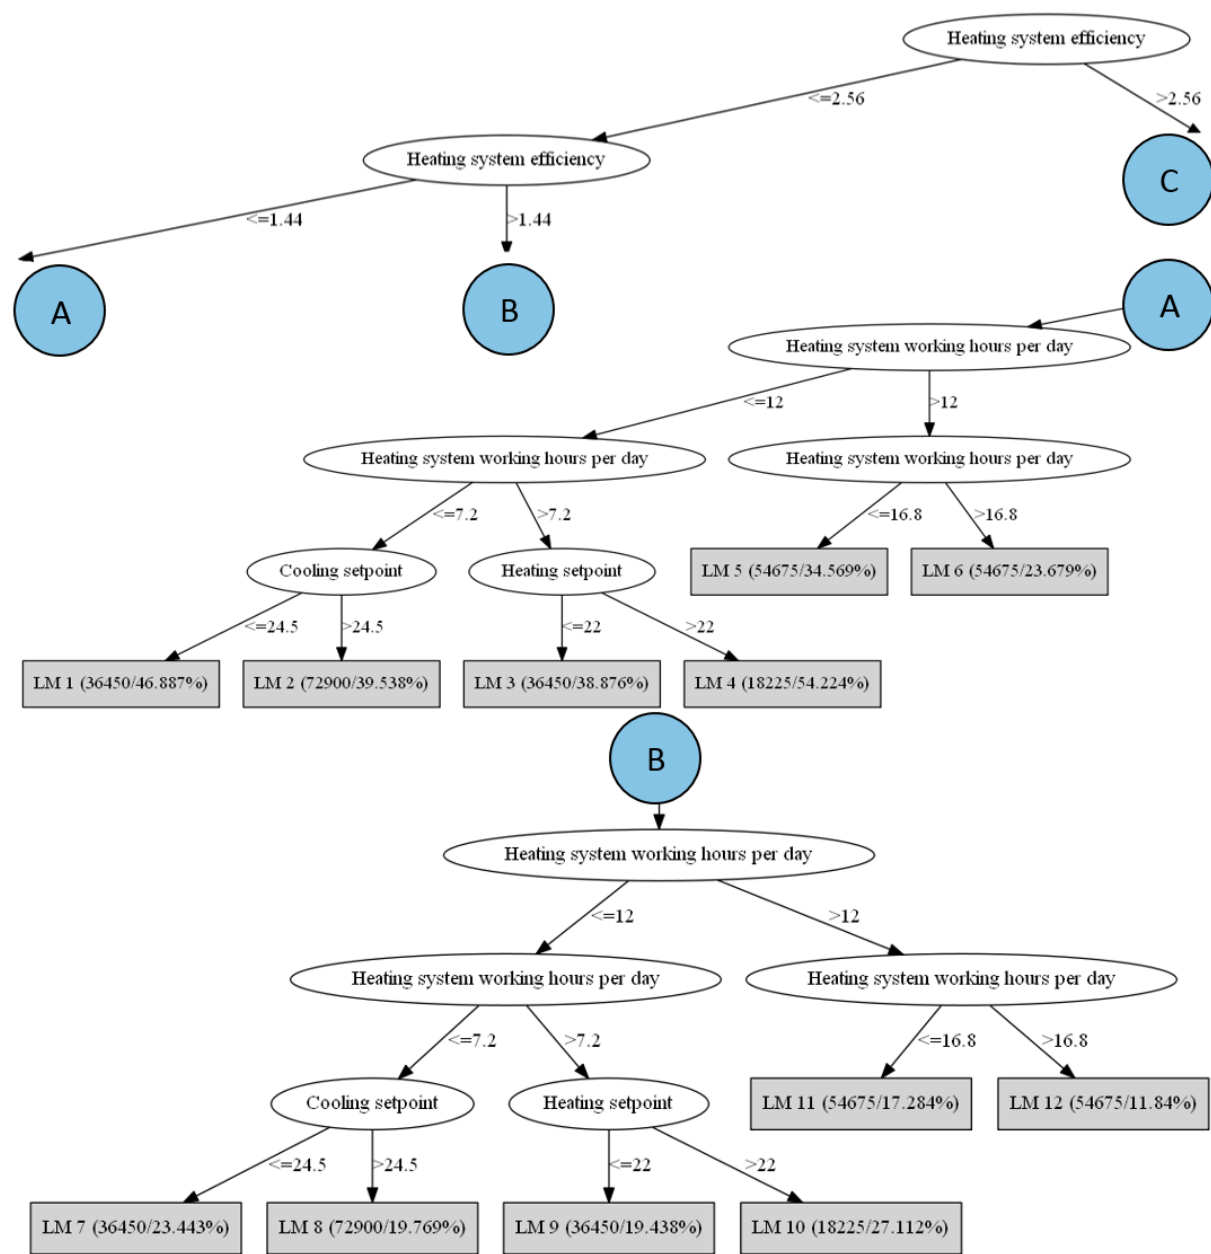 Heating system efficiency
<=2.56
>2.56
Heating system efficiency
C
<=1.44
>1.44
A
B
A
Heating system working hours per day
<=12
>12
Heating system working hours per day
Heating system working hours per day
<=7.2
>7.2
<=16.8
>16.8
Cooling setpoint
Heating setpoint
LM 5 (54675/34.569%)
LM 6 (54675/23.679%)
<=24.5
>24.5
<=22
>22
LM 1 (36450/46.887%)
LM 2 (72900/39.538%)
LM 3 (36450/38.876%)
LM 4 (18225/54.224%)
B
Heating system working hours per day
<=12
>12
Heating system working hours per day
Heating system working hours per day
<=7.2
>7.2
<=16.8
>16.8
Cooling setpoint
Heating setpoint
LM 11 (54675/17.284%)
LM 12 (54675/11.84%)
<=24.5
>24.5
<=22
>22
LM 7 (36450/23.443%)
LM 8 (72900/19.769%)
LM 9 (36450/19.438%)
LM 10 (18225/27.112%)